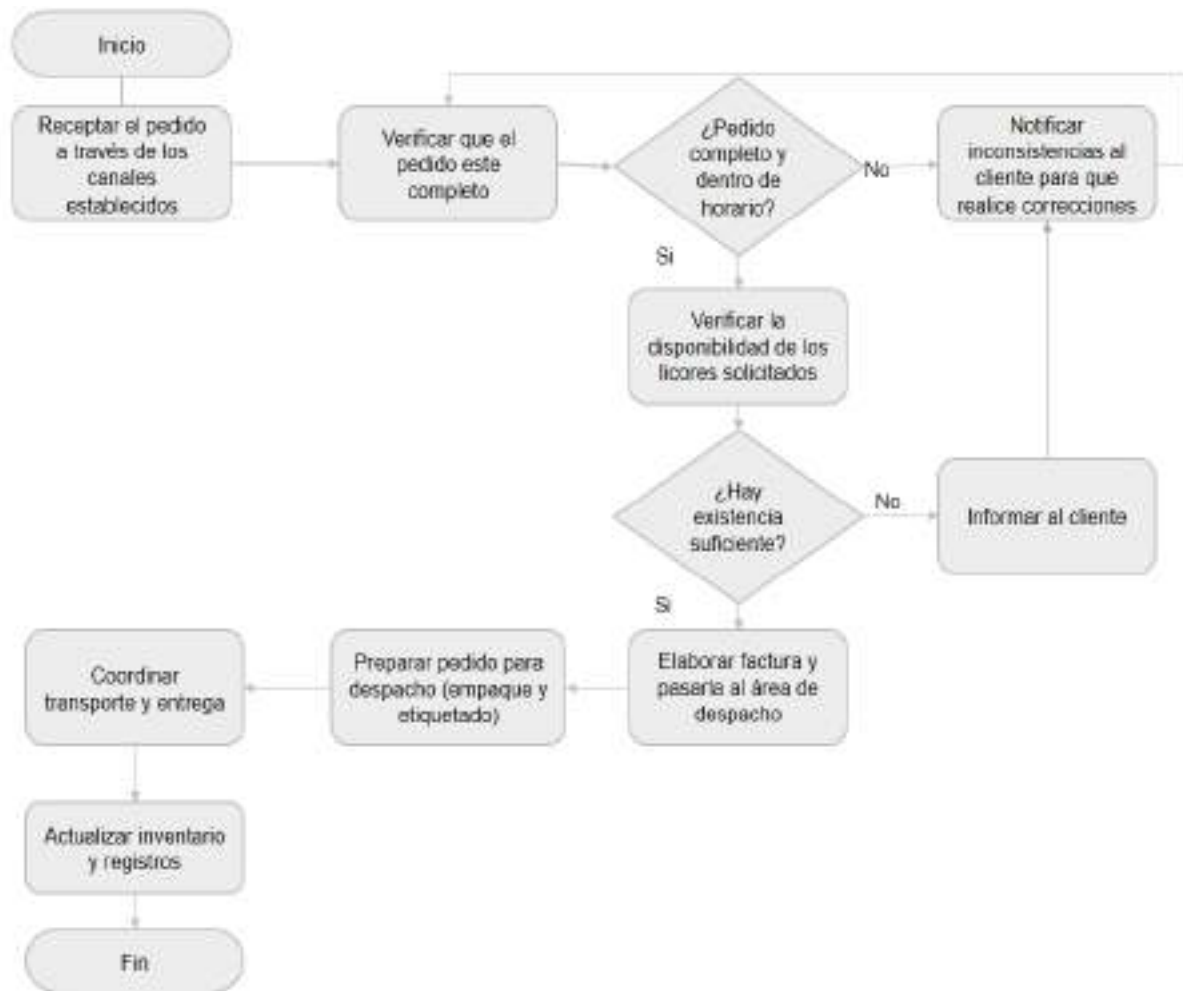 Inicio
Receptar el pedido
a través de los
canales
establecidos
Verificar que el
pedido este
completo
¿Pedido
completo y
dentro de
horario?
No
Notificar
inconsistencias al
cliente para que
realice correcciones
Si
Verificar la
disponibilidad de los
licores solicitados
¿Hay
existencia
suficiente?
No
Informar al cliente
Si
Elaborar factura y
pasarla al área de
despacho
Preparar pedido para
despacho (empaque y
etiquetado)
Coordinar
transporte y entrega
Actualizar inventario
y registros
Fin